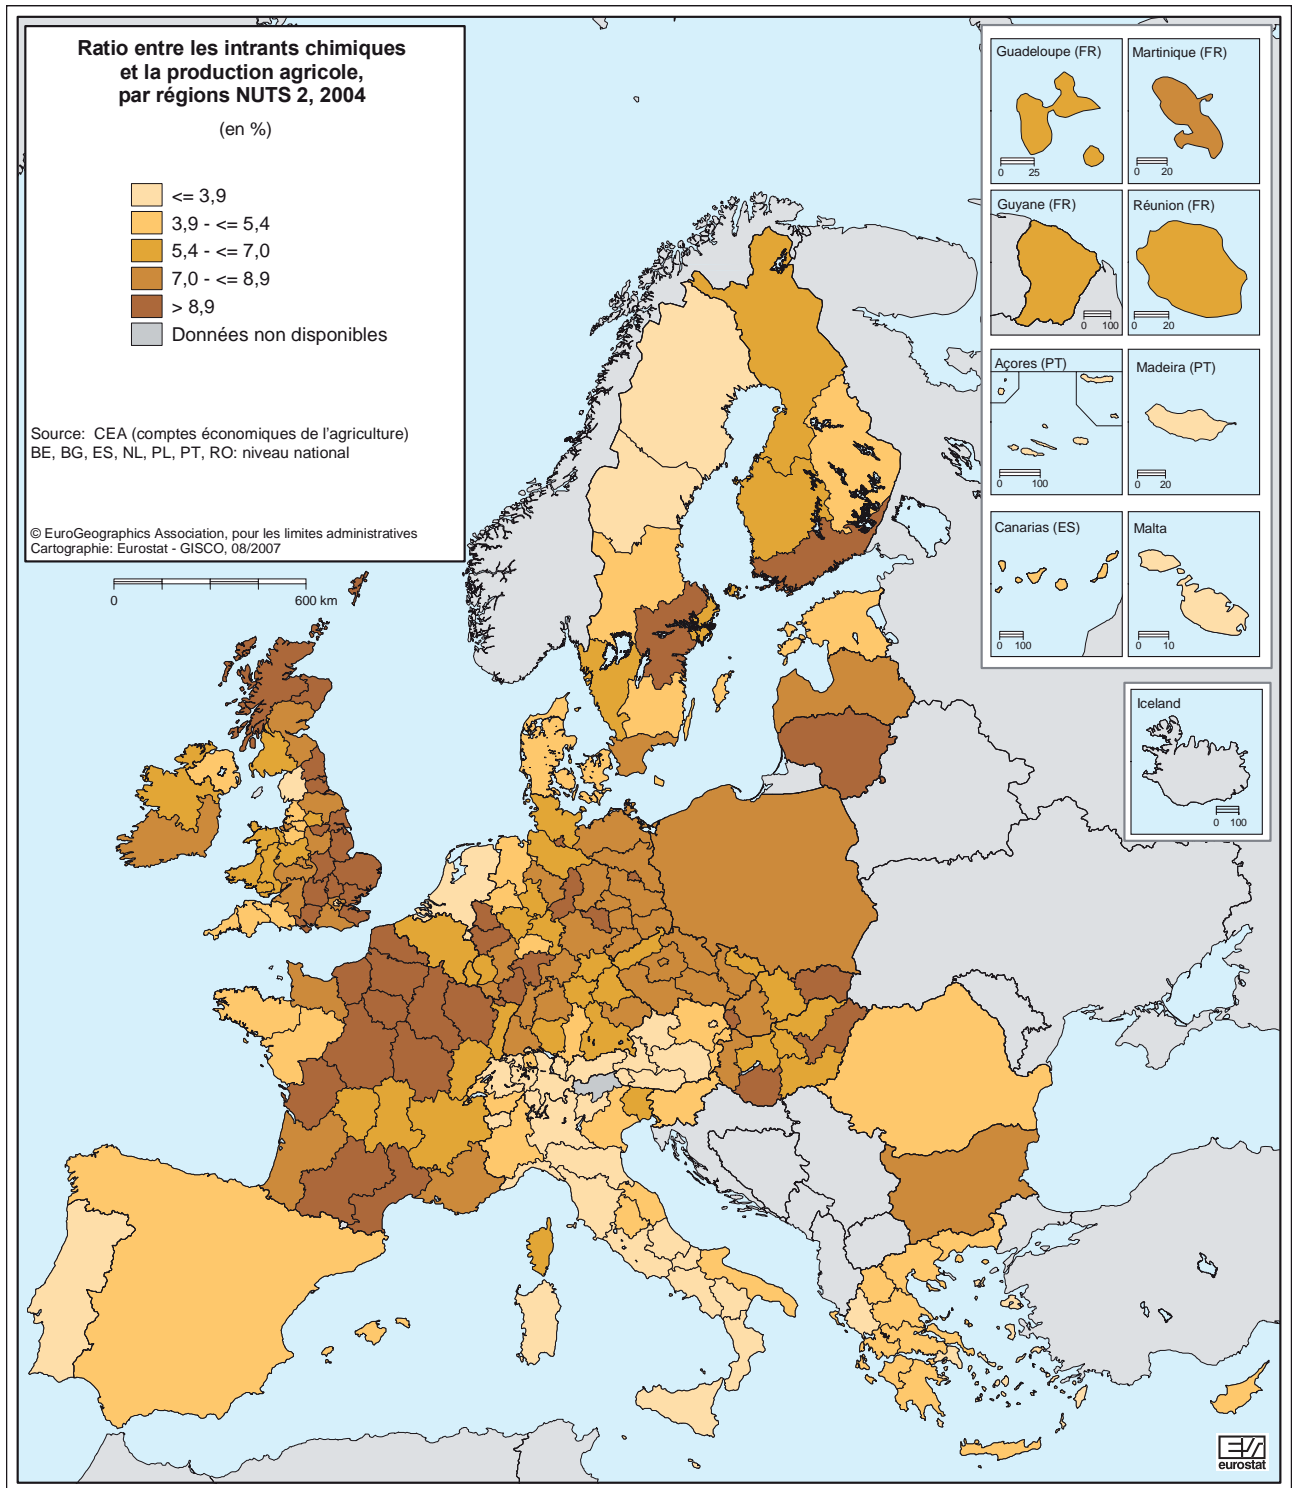 Ratio entre les intrants chimiques
et la production agricole,
par régions NUTS 2, 2004
(en %)
<= 3,9
3,9 - <= 5,4
5,4 - <= 7,0
7,0 - <= 8,9
> 8,9
Données non disponibles
Source: CEA (comptes économiques de l'agriculture)
BE, BG, ES, NL, PL, PT, RO: niveau national
© EuroGeographics Association, pour les limites administratives
Cartographie: Eurostat - GISCO, 08/2007
0 600 km
Guadeloupe (FR)
0 25
Martinique (FR)
0 20
Guyane (FR)
0 100
Réunion (FR)
0 20
Açores (PT)
0 100
Madeira (PT)
0 20
Canarias (ES)
0 100
Malta
0 10
Iceland
0 100
eurostat